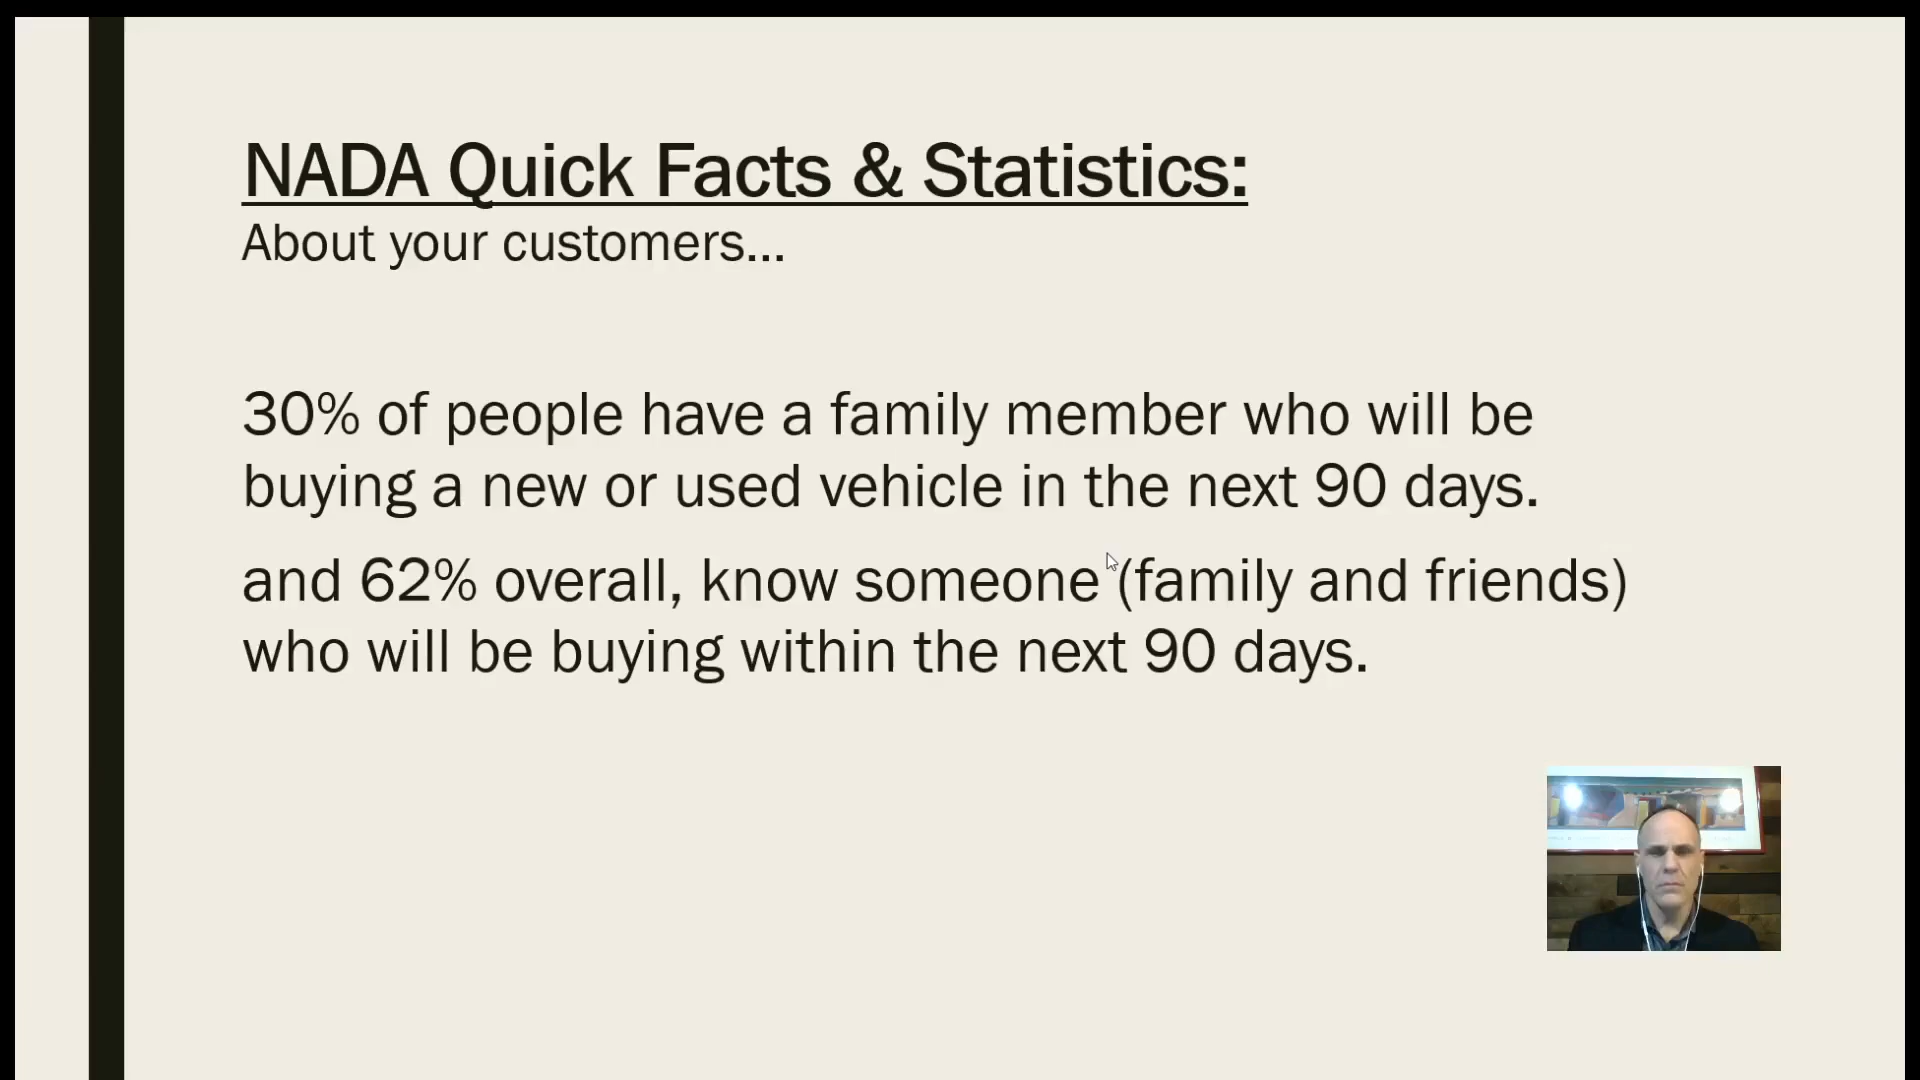 NADA Quick Facts & Statistics:
About your customers...
30% of people have a family member who will be
buying a new or used vehicle in the next 90 days.
and 62% overall, know someone (family and friends)
who will be buying within the next 90 days.